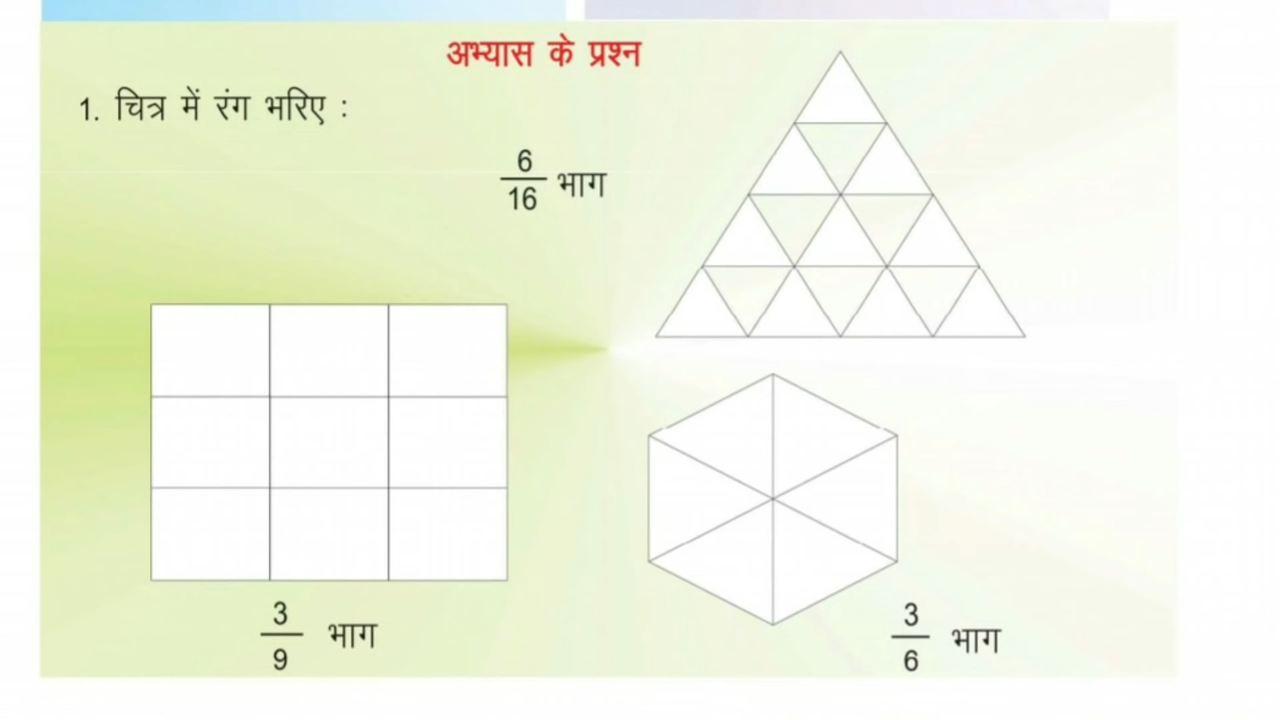 अभ्यास के प्रश्न
1. चित्र में रंग भरिए :
6/16 भाग
3/9 भाग
3/6 भाग